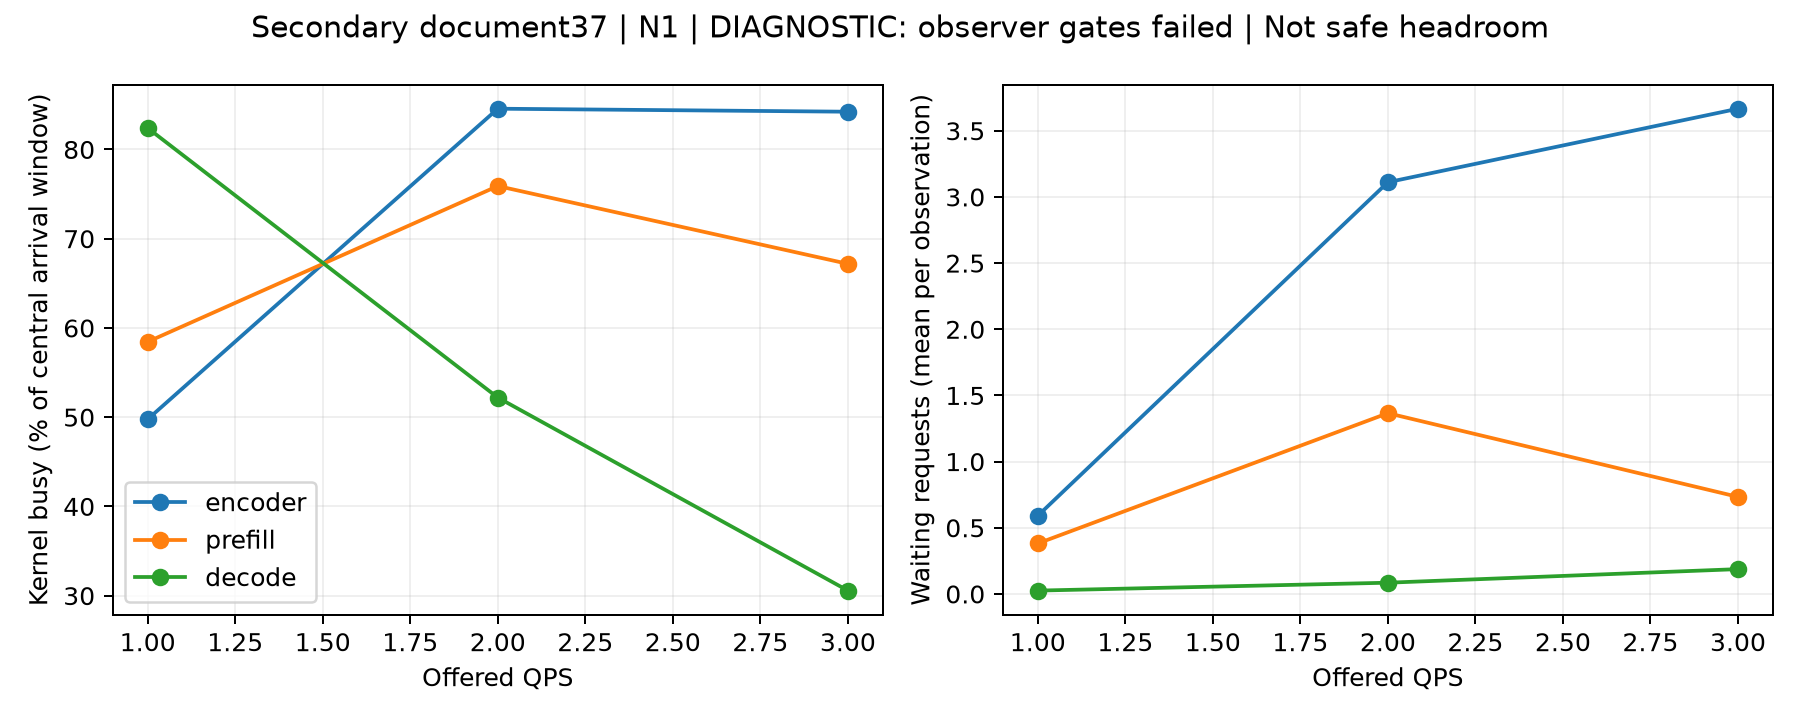 Secondary document37 | N1 | DIAGNOSTIC: observer gates failed | Not safe headroom
Kernel busy (% of central arrival window)
80
70
60
50
40
30
encoder
prefill
decode
1.00 1.25 1.50 1.75 2.00 2.25 2.50 2.75 3.00
Offered QPS
Waiting requests (mean per observation)
3.5
3.0
2.5
2.0
1.5
1.0
0.5
0.0
1.00 1.25 1.50 1.75 2.00 2.25 2.50 2.75 3.00
Offered QPS